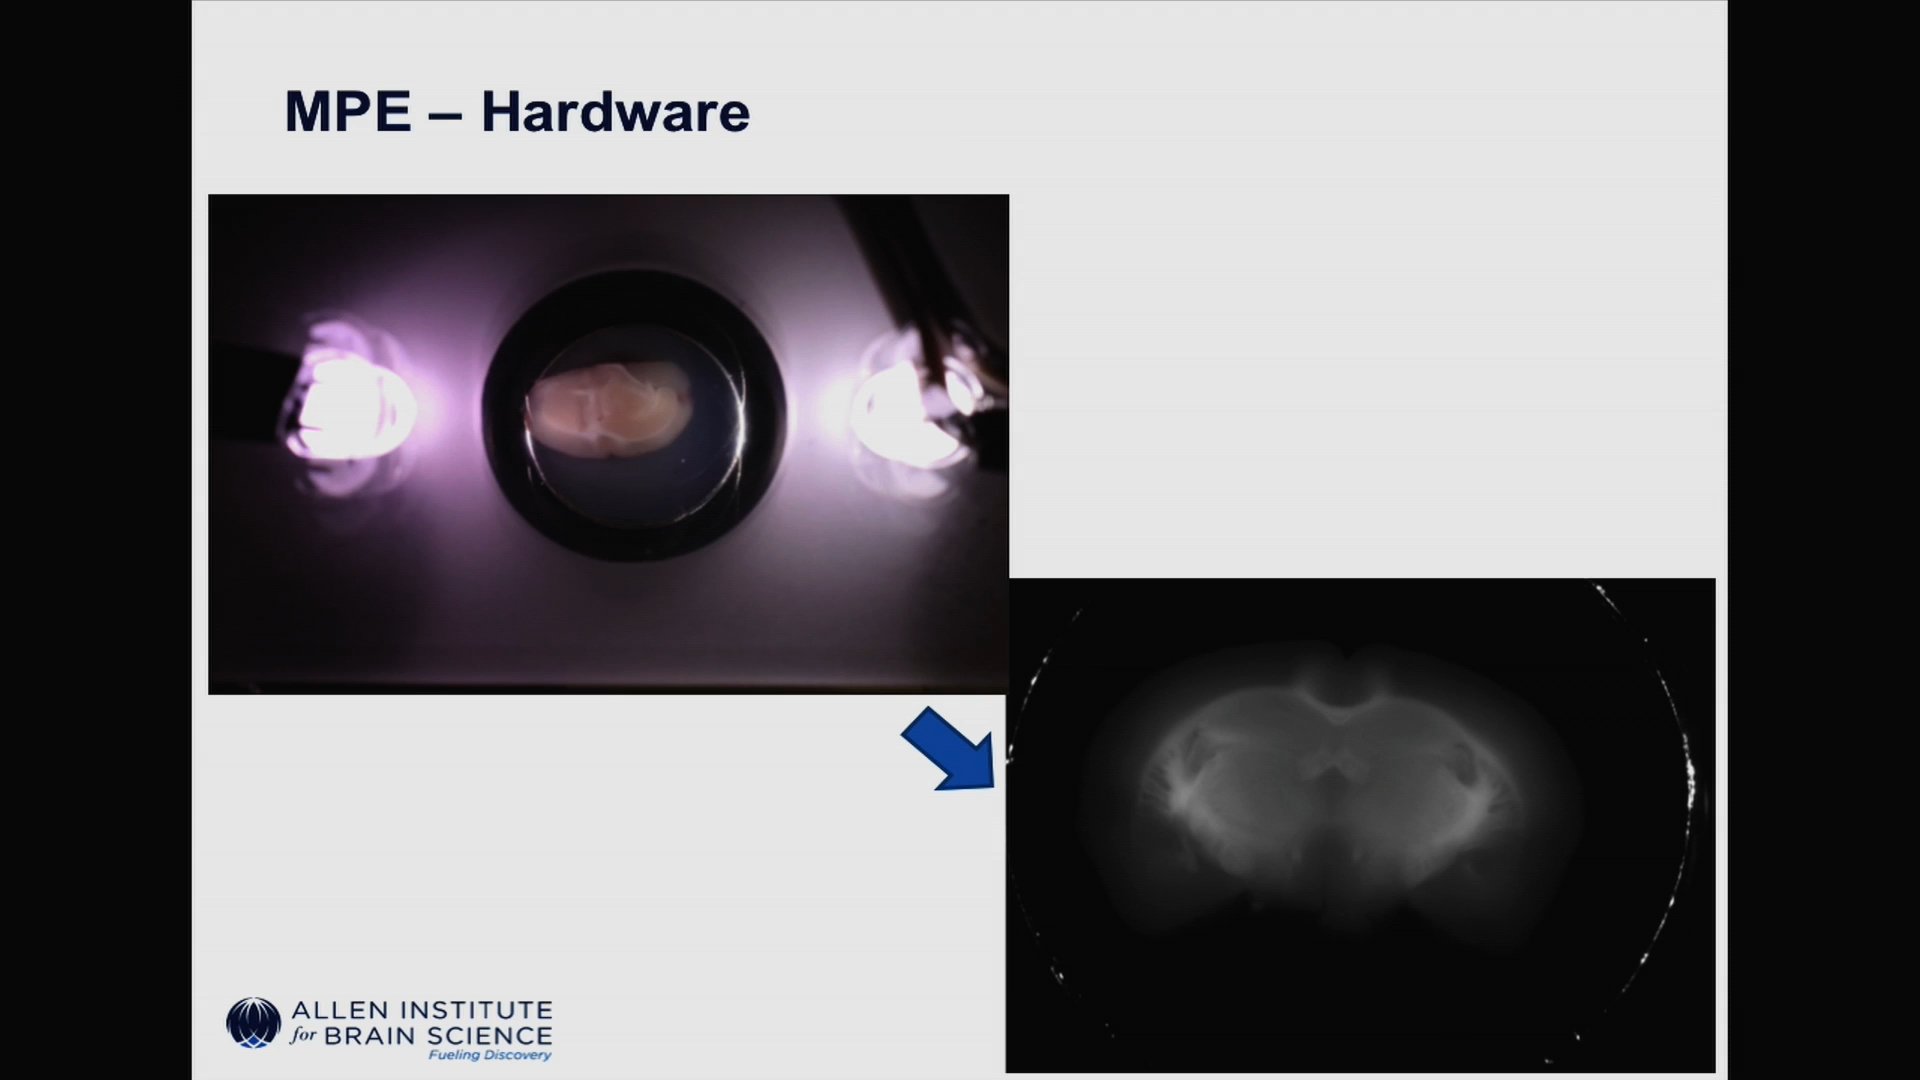 MPE – Hardware
ALLEN INSTITUTE
for BRAIN SCIENCE
Fueling Discovery